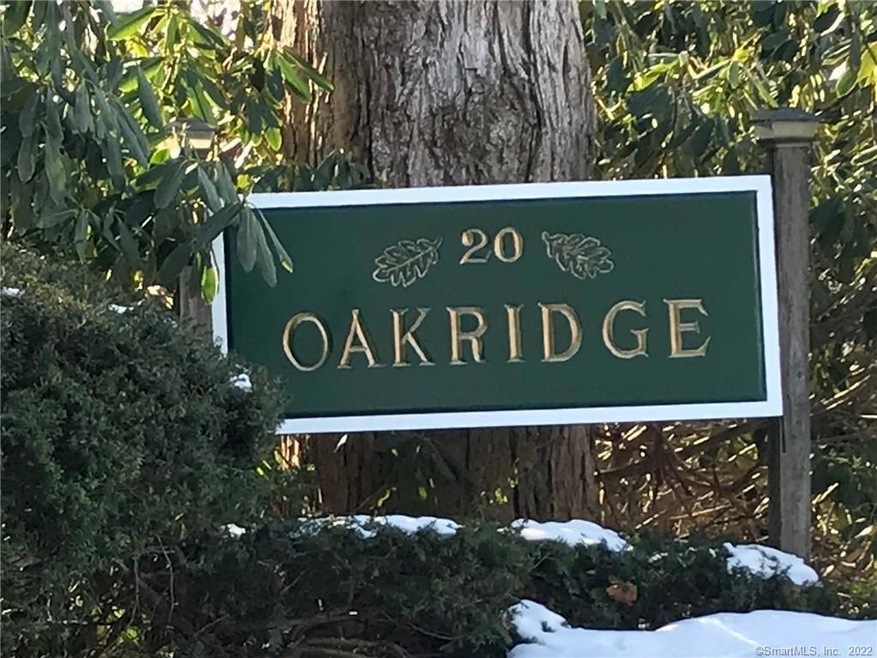 20
OAKRIDGE
©SmartMLS, Inc. 2022